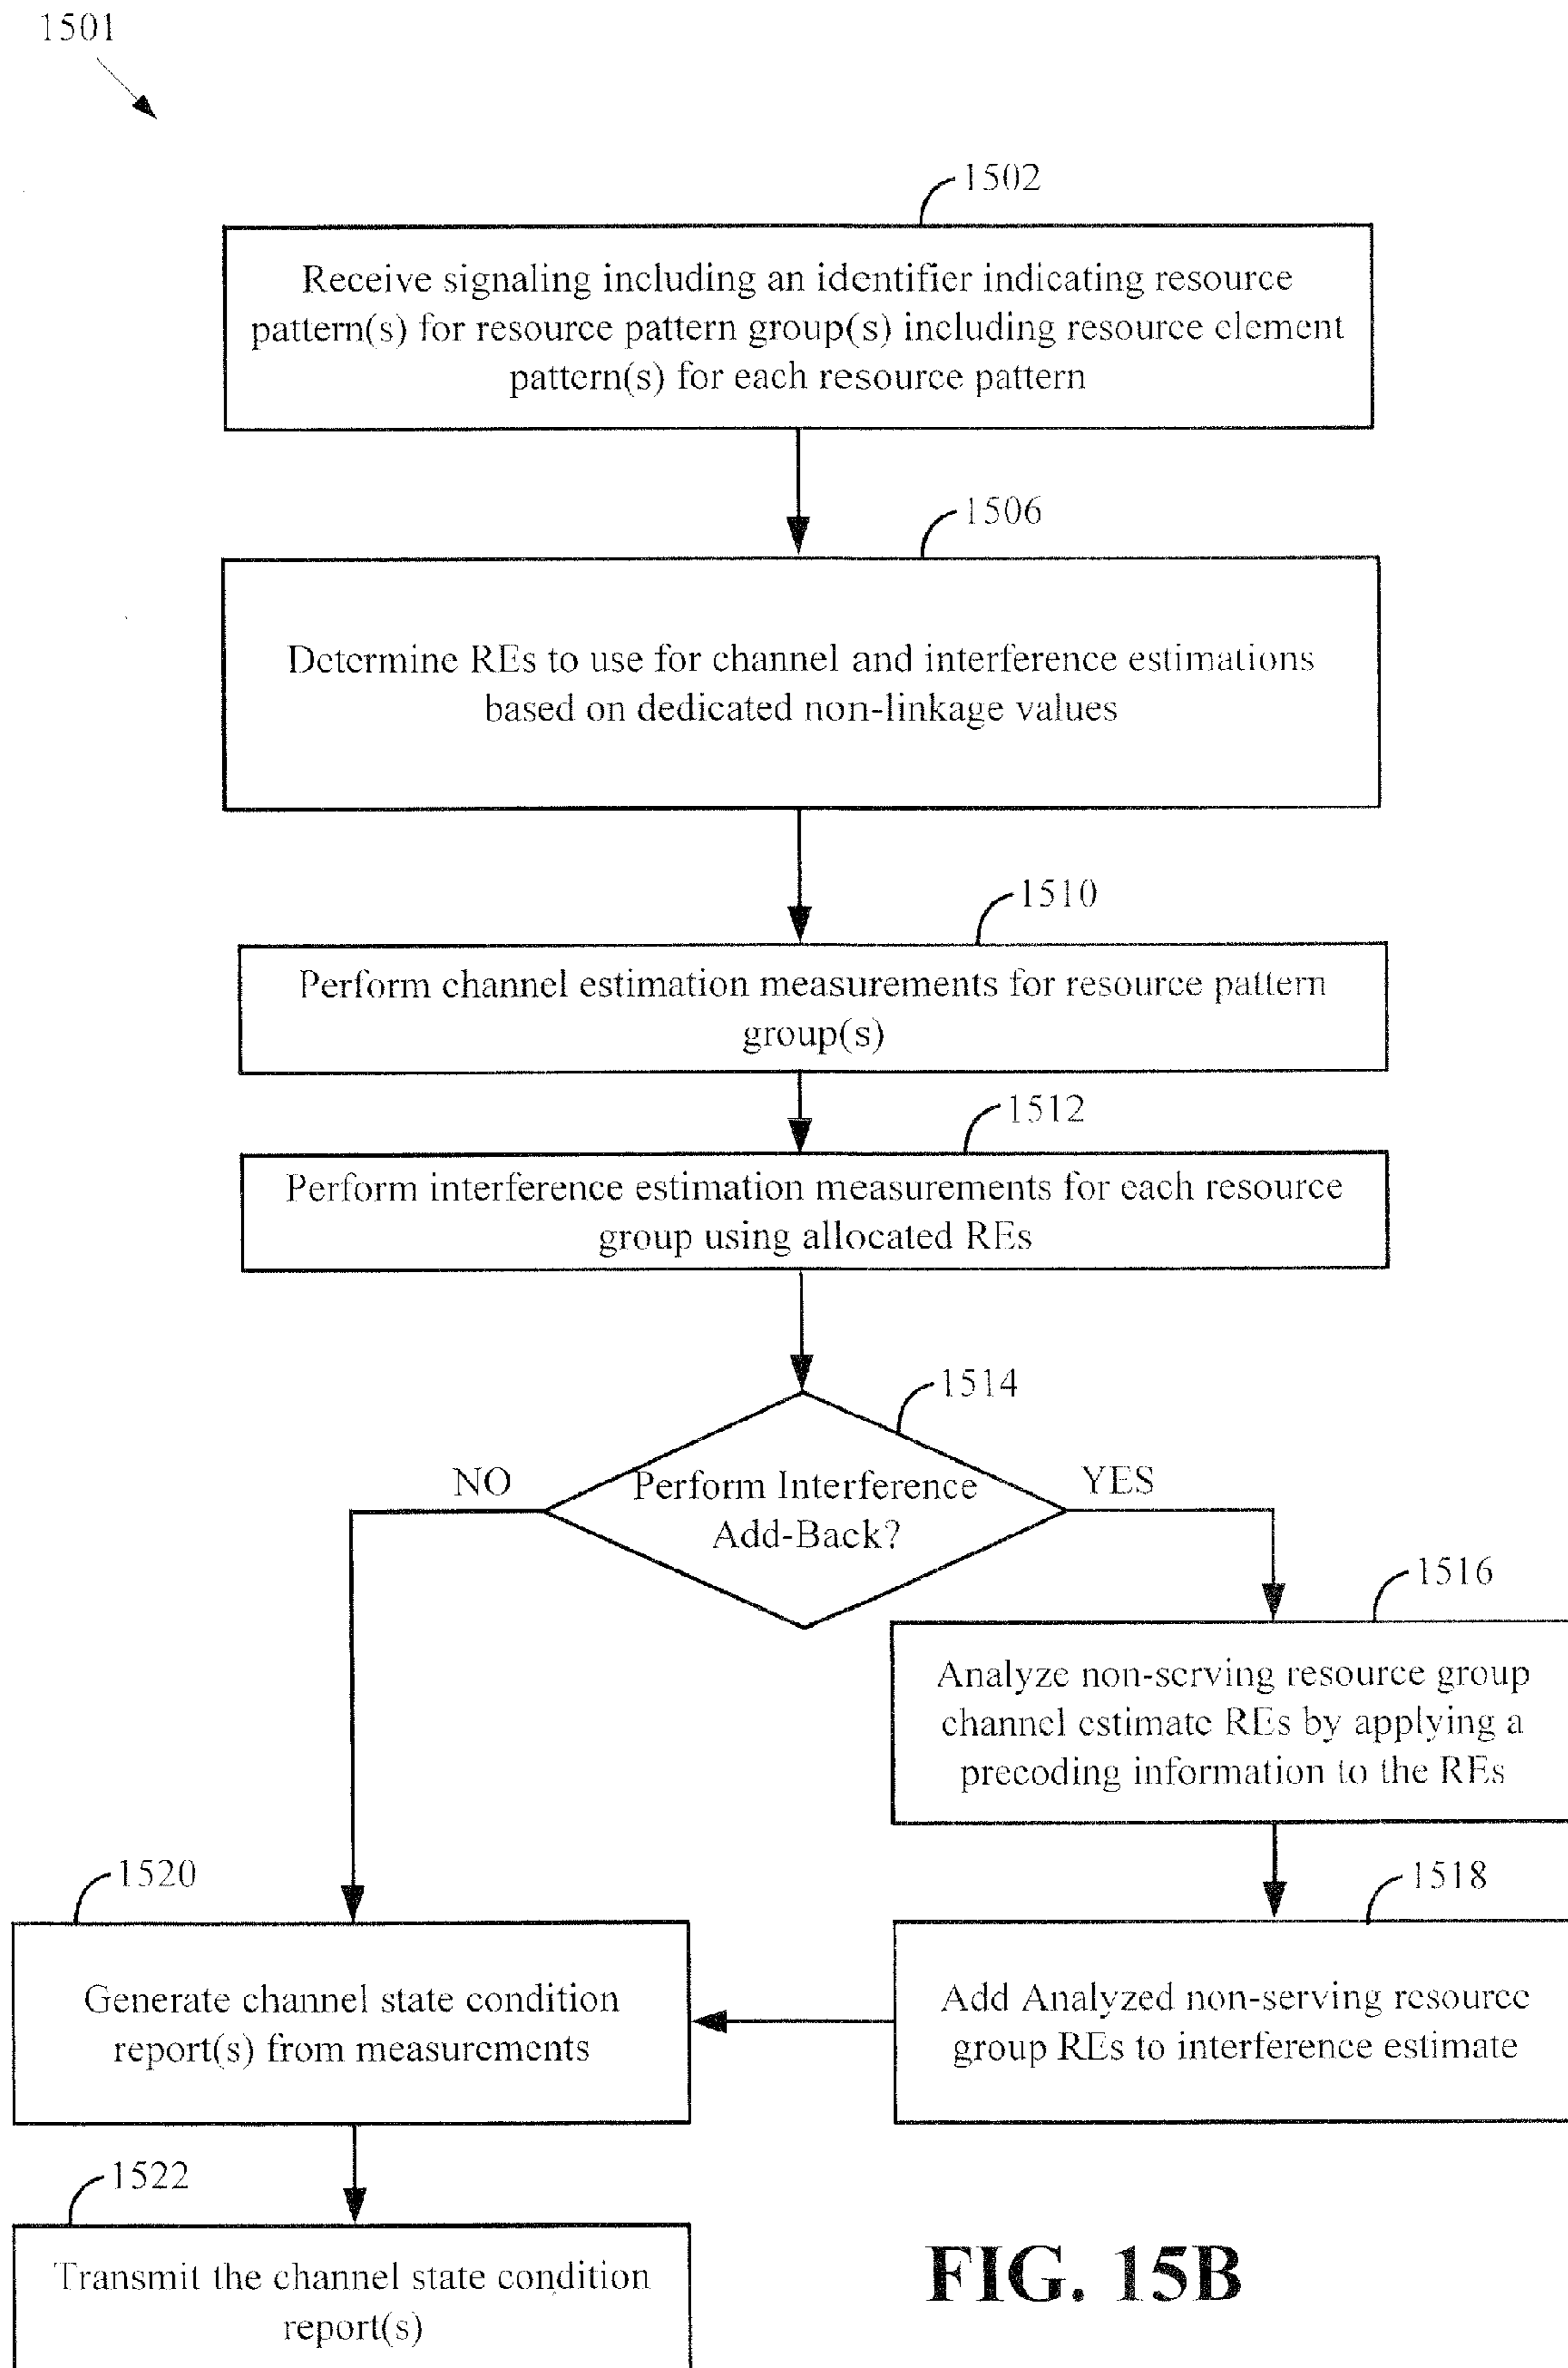 1501
1502
Receive signaling including an identifier indicating resource
pattern(s) for resource pattern group(s) including resource element
pattern(s) for each resource pattern
1506
Determine REs to use for channel and interference estimations
based on dedicated non-linkage values
1510
Perform channel estimation measurements for resource pattern
group(s)
1512
Perform interference estimation measurements for each resource
group using allocated REs
1514
NO
Perform Interference
Add-Back?
YES
1516
Analyze non-serving resource group
channel estimate REs by applying a
precoding information to the REs
1518
Add Analyzed non-serving resource
group REs to interference estimate
1520
Generate channel state condition
report(s) from measurements
1522
Transmit the channel state condition
report(s)
FIG. 15B